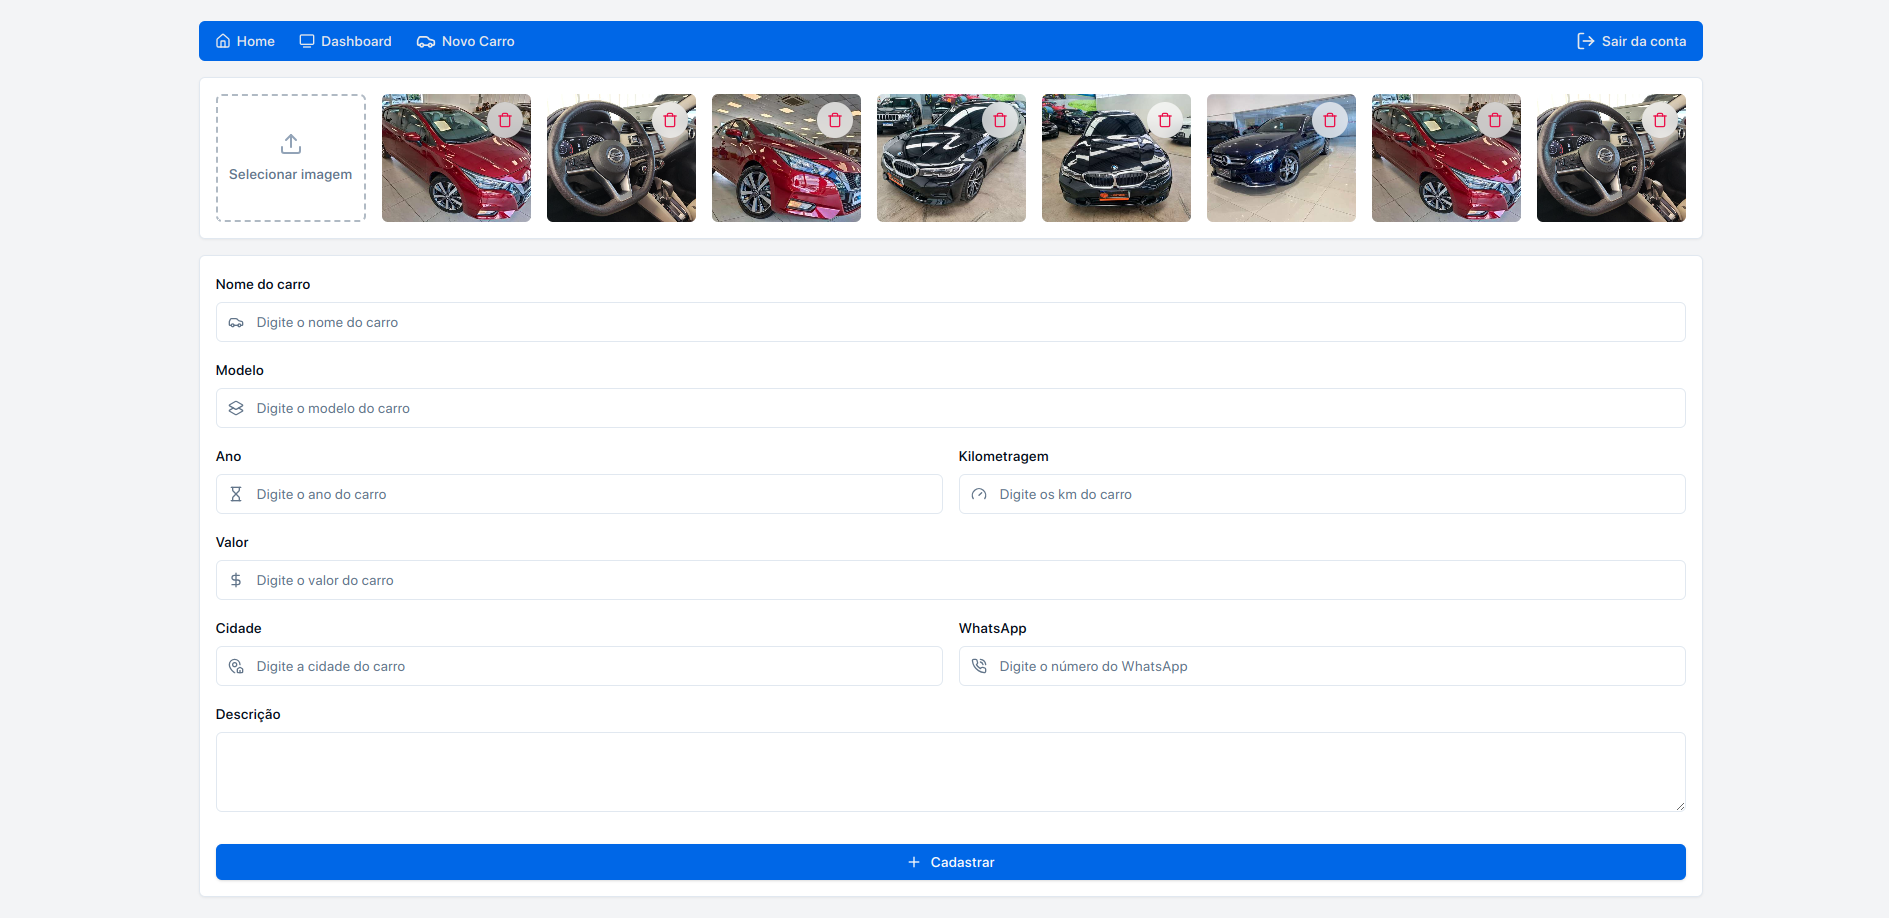 Home
Dashboard
Novo Carro
Sair da conta
Selecionar imagem
Nome do carro
Digite o nome do carro
Modelo
Digite o modelo do carro
Ano
Kilometragem
Digite o ano do carro
Digite os km do carro
Valor
Digite o valor do carro
Cidade
WhatsApp
Digite a cidade do carro
Digite o número do WhatsApp
Descrição
Cadastrar